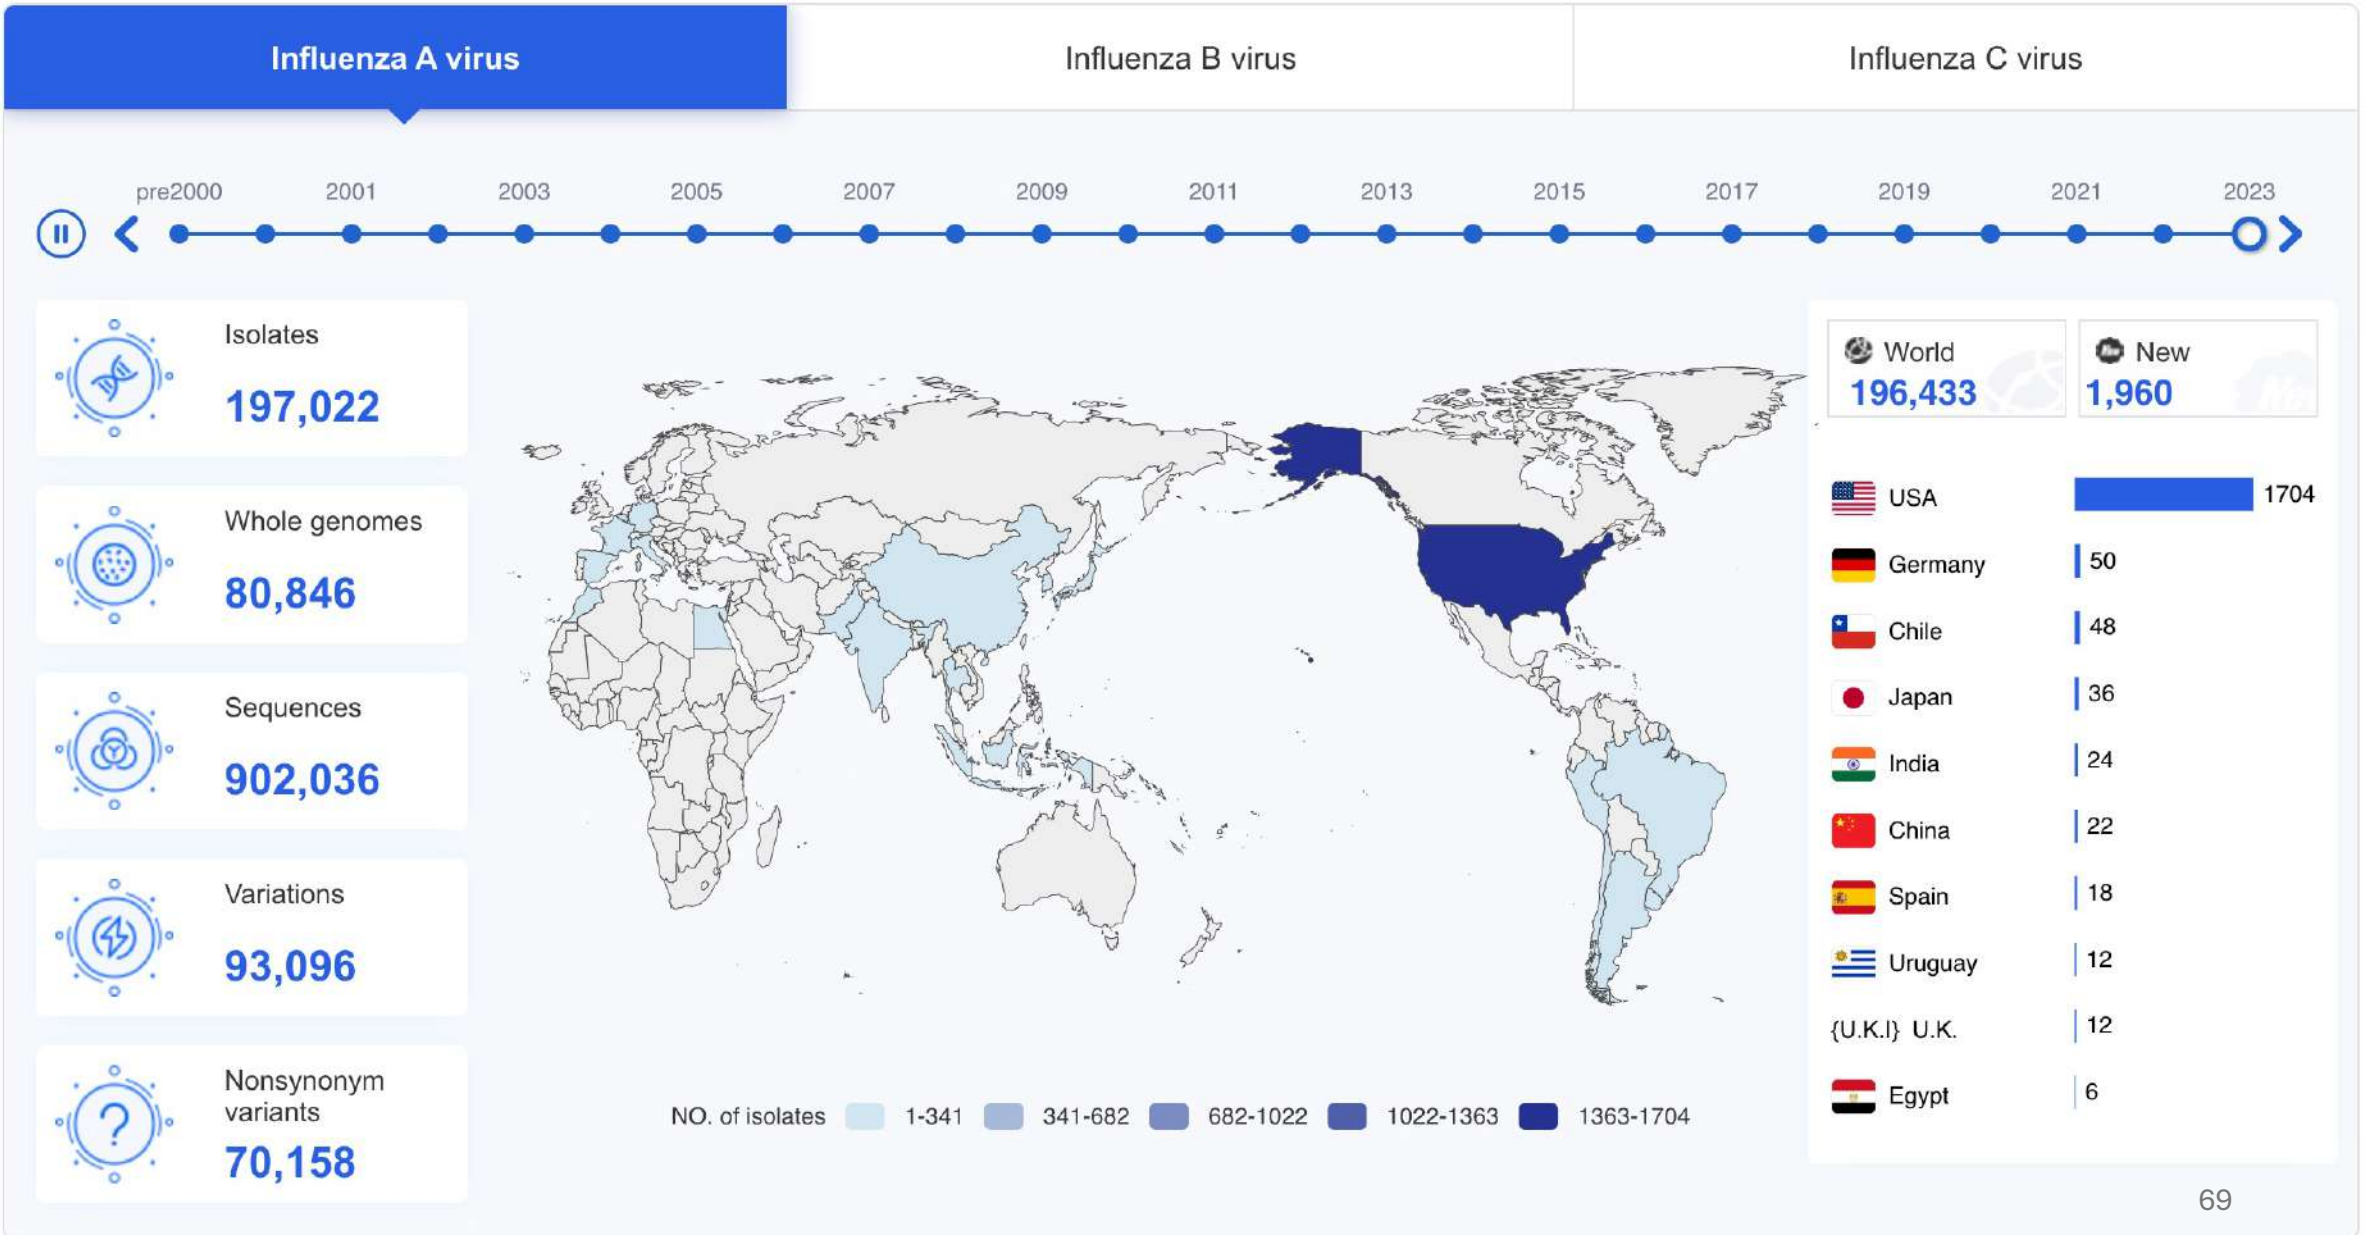 Influenza A virus
Influenza B virus
Influenza C virus
pre2000 2001 2003 2005 2007 2009 2011 2013 2015 2017 2019 2021 2023
Isolates
197,022
Whole genomes
80,846
Sequences
902,036
Variations
93,096
Nonsynonym
variants
70,158
NO. of isolates 1-341 341-682 682-1022 1022-1363 1363-1704
World
196,433
New
1,960
USA 1704
Germany 50
Chile 48
Japan 36
India 24
China 22
Spain 18
Uruguay 12
{U.K.I} U.K. 12
Egypt 6
69